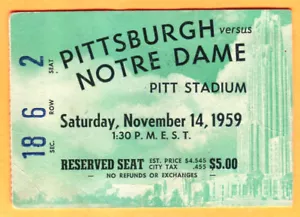 2 SEAT
6 ROW
18 SEC.
PITTSBURGH versus
NOTRE DAME
PITT STADIUM
Saturday, November 14, 1959
1:30 P. M. E. S. T.
RESERVED SEAT EST. PRICE $4.545 CITY TAX .455 $5.00
— NO REFUNDS OR EXCHANGES —